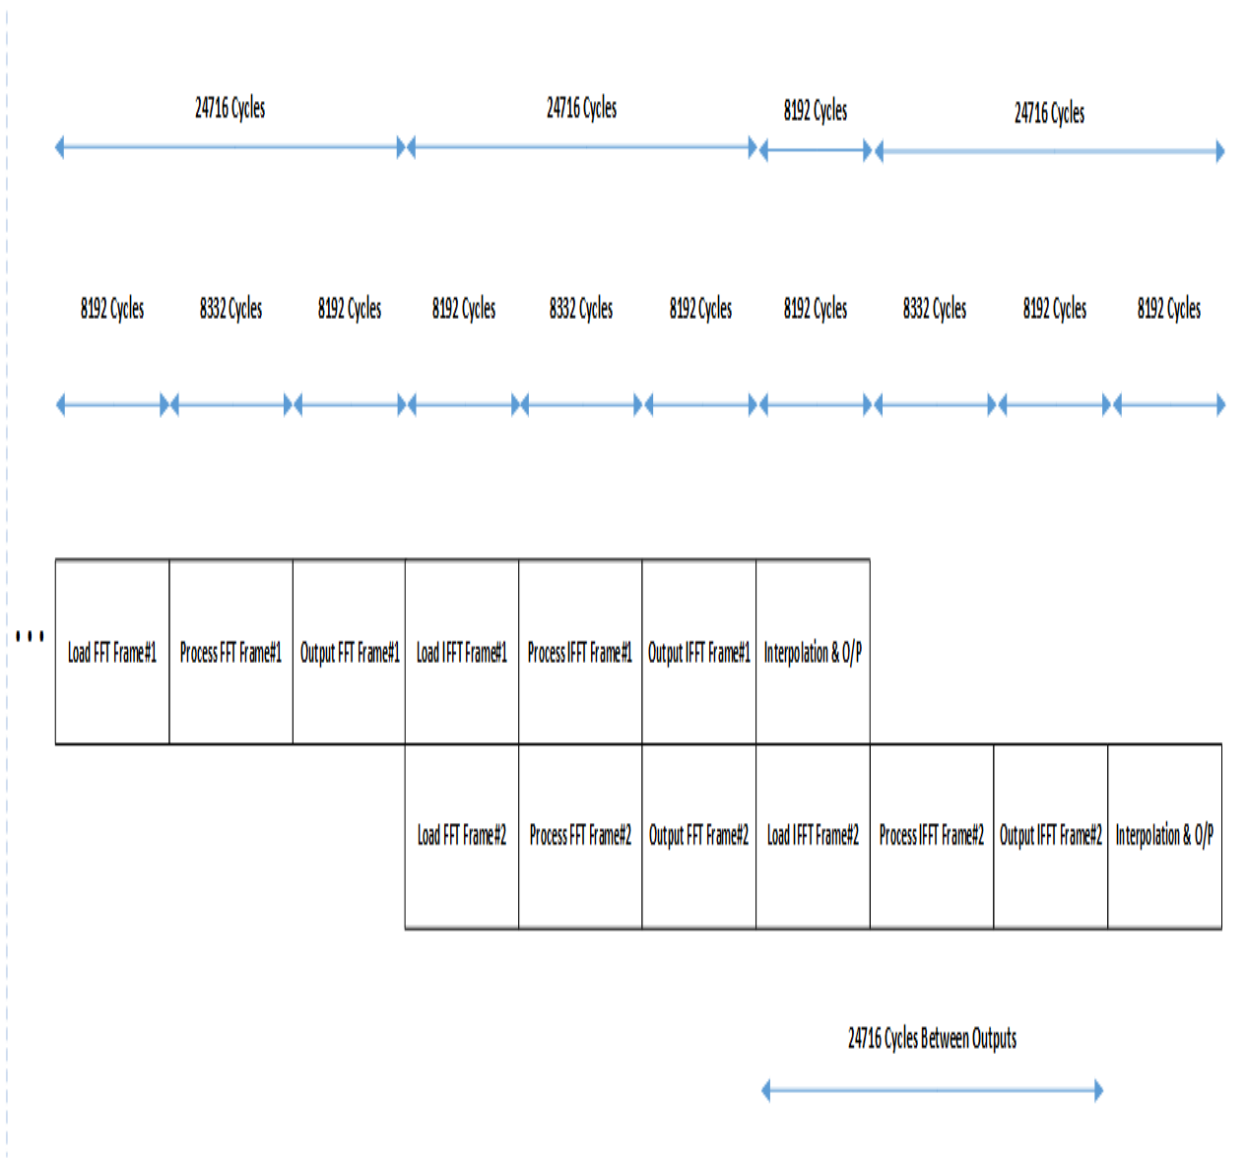 24716 Cycles
24716 Cycles
8192 Cycles
24716 Cycles
8192 Cycles
8332 Cycles
8192 Cycles
8192 Cycles
8332 Cycles
8192 Cycles
8192 Cycles
8332 Cycles
8192 Cycles
8192 Cycles
...
Load FFT Frame#1
Process FFT Frame#1
Output FFT Frame#1
Load IFFT Frame#1
Process IFFT Frame#1
Output IFFT Frame#1
Interpolation & O/P
Load FFT Frame#2
Process FFT Frame#2
Output FFT Frame#2
Load IFFT Frame#2
Process IFFT Frame#2
Output IFFT Frame#2
Interpolation & O/P
24716 Cycles Between Outputs